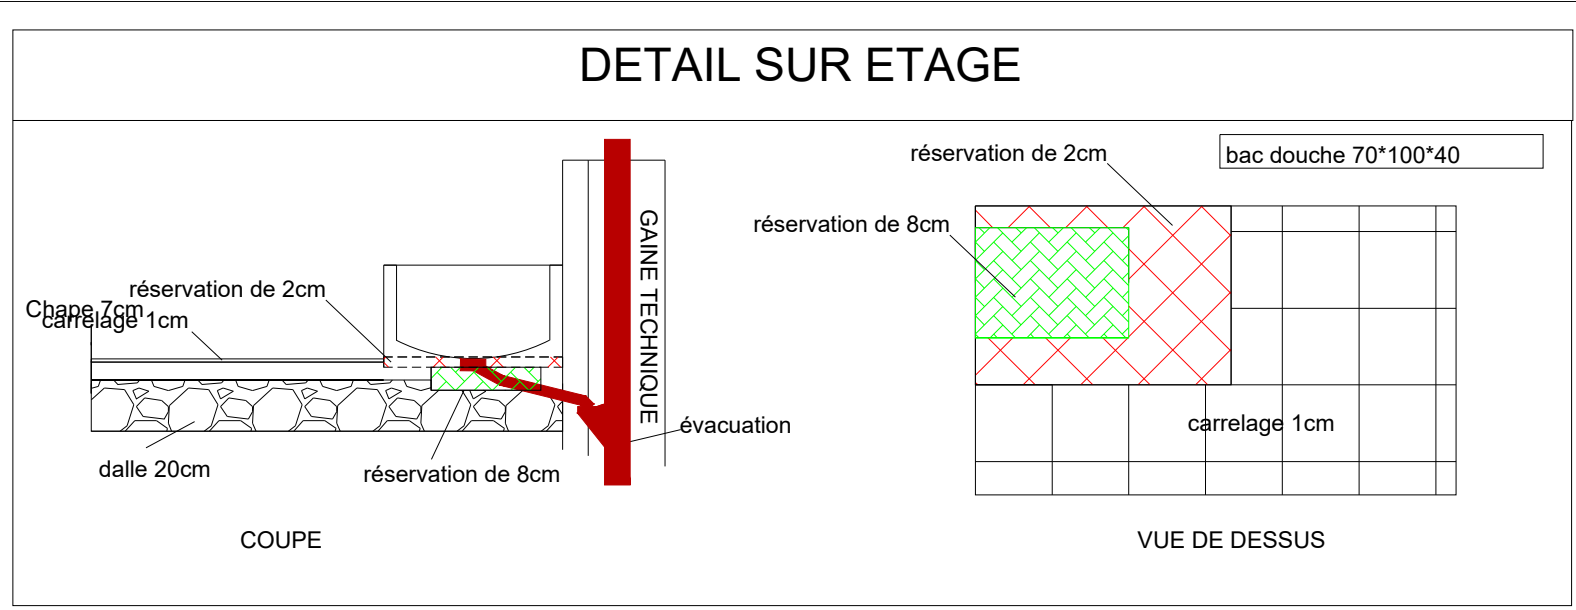 DETAIL SUR ETAGE
réservation de 2cm
Chape 7cm
carrelage 1cm
dalle 20cm
réservation de 8cm
GAINE TECHNIQUE
évacuation
COUPE
réservation de 2cm
bac douche 70*100*40
réservation de 8cm
carrelage 1cm
VUE DE DESSUS